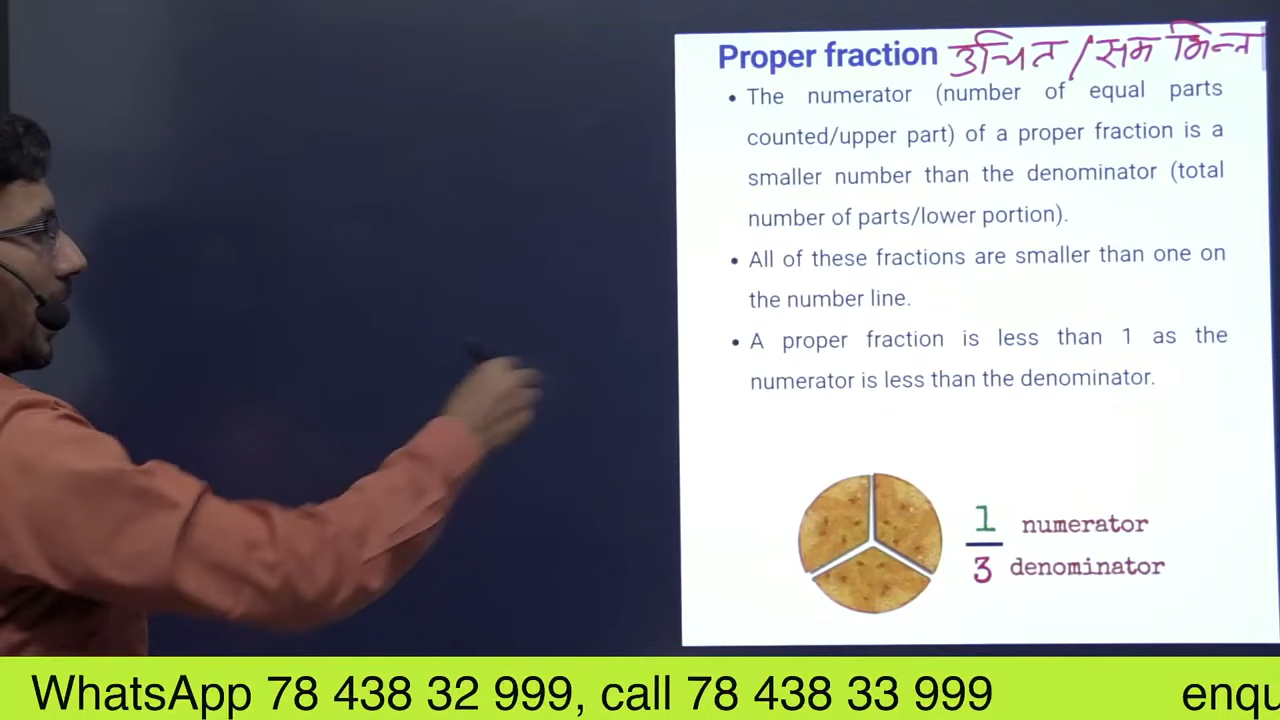 Proper fraction उचित/सम भिन्न
• The numerator (number of equal parts
counted/upper part) of a proper fraction is a
smaller number than the denominator (total
number of parts/lower portion).
• All of these fractions are smaller than one on
the number line.
• A proper fraction is less than 1 as the
numerator is less than the denominator.
1 numerator
3 denominator
WhatsApp 78 438 32 999, call 78 438 33 999 enqu